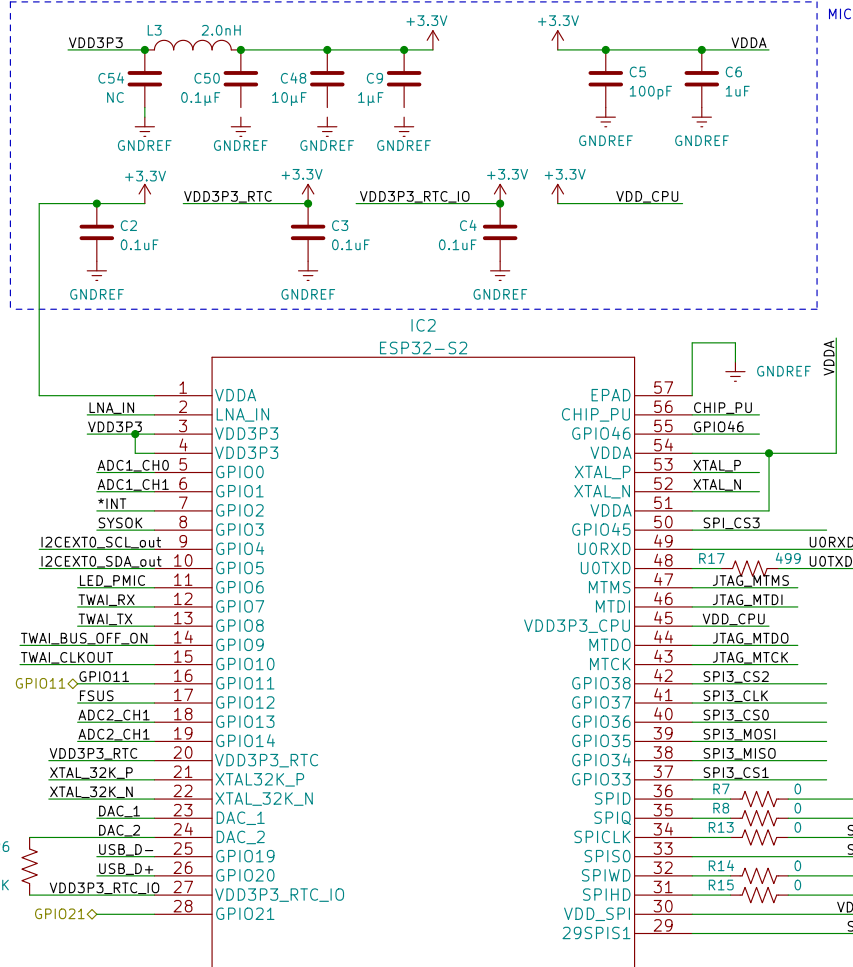 MIC
L3 2.0nH +3.3V +3.3V
VDD3P3 VDDA
C54 C50 C48 C9 C5 C6
NC 0.1µF 10µF 1µF 100pF 1uF
GNDREF GNDREF GNDREF GNDREF GNDREF GNDREF
+3.3V +3.3V +3.3V +3.3V
VDD3P3_RTC VDD3P3_RTC_IO VDD_CPU
C2 C3 C4
0.1uF 0.1uF 0.1uF
GNDREF GNDREF GNDREF
IC2
ESP32-S2
GNDREF VDDA
1 VDDA EPAD 57
LNA_IN 2 LNA_IN CHIP_PU 56 CHIP_PU
VDD3P3 3 VDD3P3 GPIO46 55 GPIO46
4 VDD3P3 VDDA 54
ADC1_CH0 5 GPIO0 XTAL_P 53 XTAL_P
ADC1_CH1 6 GPIO1 XTAL_N 52 XTAL_N
*INT 7 GPIO2 VDDA 51
SYSOK 8 GPIO3 GPIO45 50 SPI_CS3
I2CEXT0_SCL_out 9 GPIO4 U0RXD 49 U0RXD
I2CEXT0_SDA_out 10 GPIO5 U0TXD 48 R17 499 U0TXD
LED_PMIC 11 GPIO6 MTMS 47 JTAG_MTMS
TWAI_RX 12 GPIO7 MTDI 46 JTAG_MTDI
TWAI_TX 13 GPIO8 VDD3P3_CPU 45 VDD_CPU
TWAI_BUS_OFF_ON 14 GPIO9 MTDO 44 JTAG_MTDO
TWAI_CLKOUT 15 GPIO10 MTCK 43 JTAG_MTCK
GPIO11 GPIO11 16 GPIO11 GPIO38 42 SPI3_CS2
FSUS 17 GPIO12 GPIO37 41 SPI3_CLK
ADC2_CH1 18 GPIO13 GPIO36 40 SPI3_CS0
ADC2_CH1 19 GPIO14 GPIO35 39 SPI3_MOSI
VDD3P3_RTC 20 VDD3P3_RTC GPIO34 38 SPI3_MISO
XTAL_32K_P 21 XTAL32K_P GPIO33 37 SPI3_CS1
XTAL_32K_N 22 XTAL_32K_N SPID 36 R7 0
DAC_1 23 DAC_1 SPIQ 35 R8 0
DAC_2 24 DAC_2 SPICLK 34 R13 0 S
6 USB_D- 25 GPIO19 SPIS0 33 S
USB_D+ 26 GPIO20 SPIWD 32 R14 0
K VDD3P3_RTC_IO 27 VDD3P3_RTC_IO SPIHD 31 R15 0
GPIO21 28 GPIO21 VDD_SPI 30 VD
29SPIS1 29 S